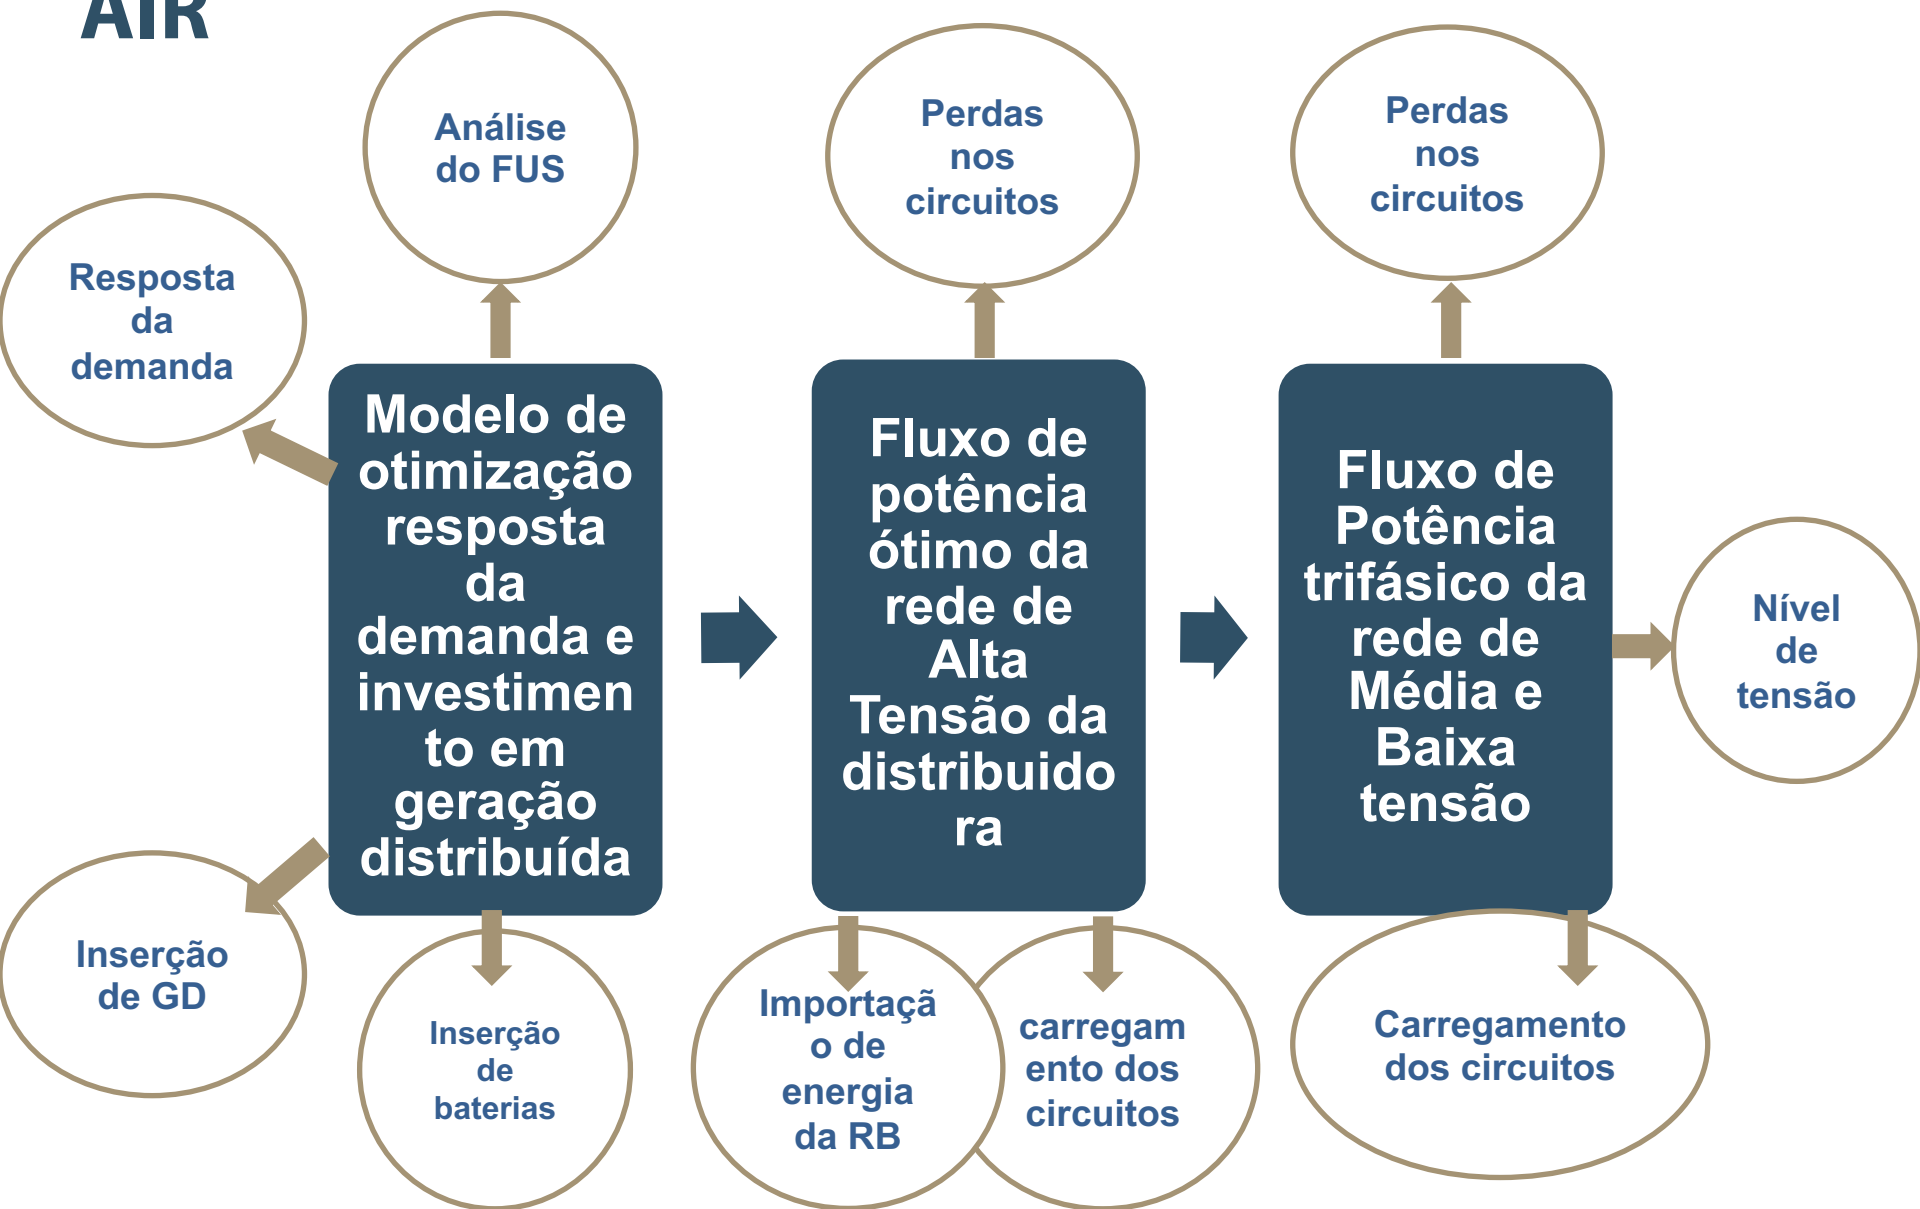 AIR
Análise
do FUS
Perdas
nos
circuitos
Perdas
nos
circuitos
Resposta
da
demanda
Modelo de
otimização
resposta
da
demanda e
investimen
to em
geração
distribuída
Fluxo de
potência
ótimo da
rede de
Alta
Tensão da
distribuido
ra
Fluxo de
Potência
trifásico da
rede de
Média e
Baixa
tensão
Nível
de
tensão
Inserção
de GD
Inserção
de
baterias
Importaçã
o de
energia
da RB
carregam
ento dos
circuitos
Carregamento
dos circuitos